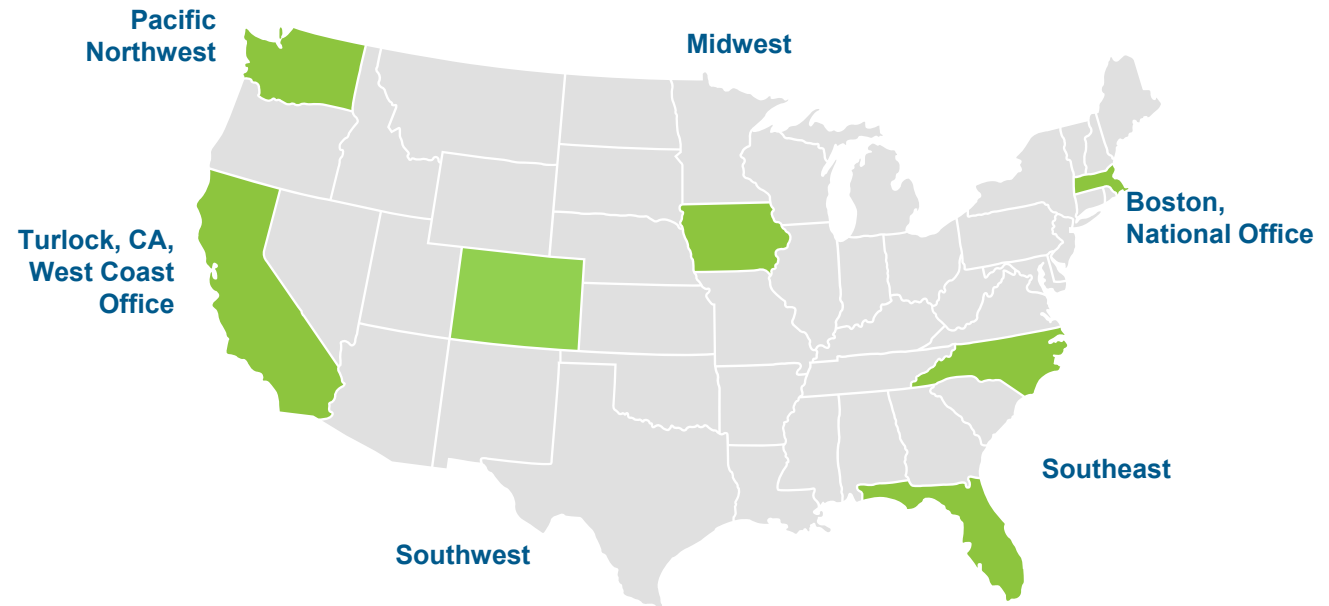 Pacific
Northwest
Midwest
Boston,
National Office
Turlock, CA,
West Coast
Office
Southeast
Southwest